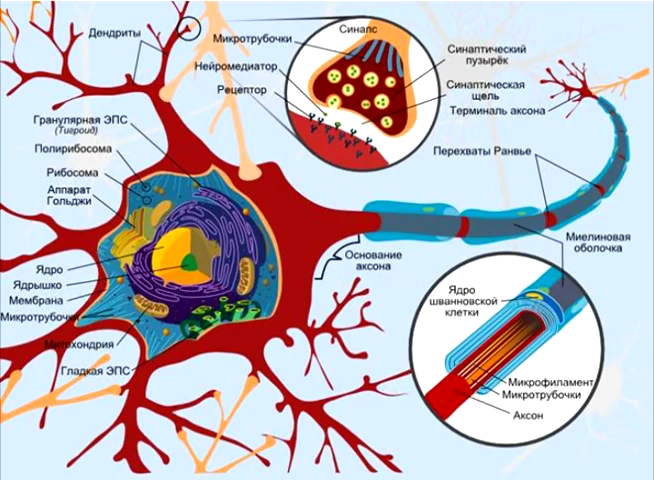 Дендриты
Микротрубочки
Синапс
Нейромедиатор
Рецептор
Синаптический
пузырёк
Синаптическая
щель
Терминаль аксона
Гранулярная ЭПС
(Тигроид)
Полирибосома
Рибосома
Аппарат
Гольджи
Перехваты Ранвье
Миелиновая
оболочка
Основание
аксона
Ядро
Ядрышко
Мембрана
Микротрубочки
Митохондрия
Гладкая ЭПС
Ядро
шванновской
клетки
Микрофиламент
Микротрубочки
Аксон